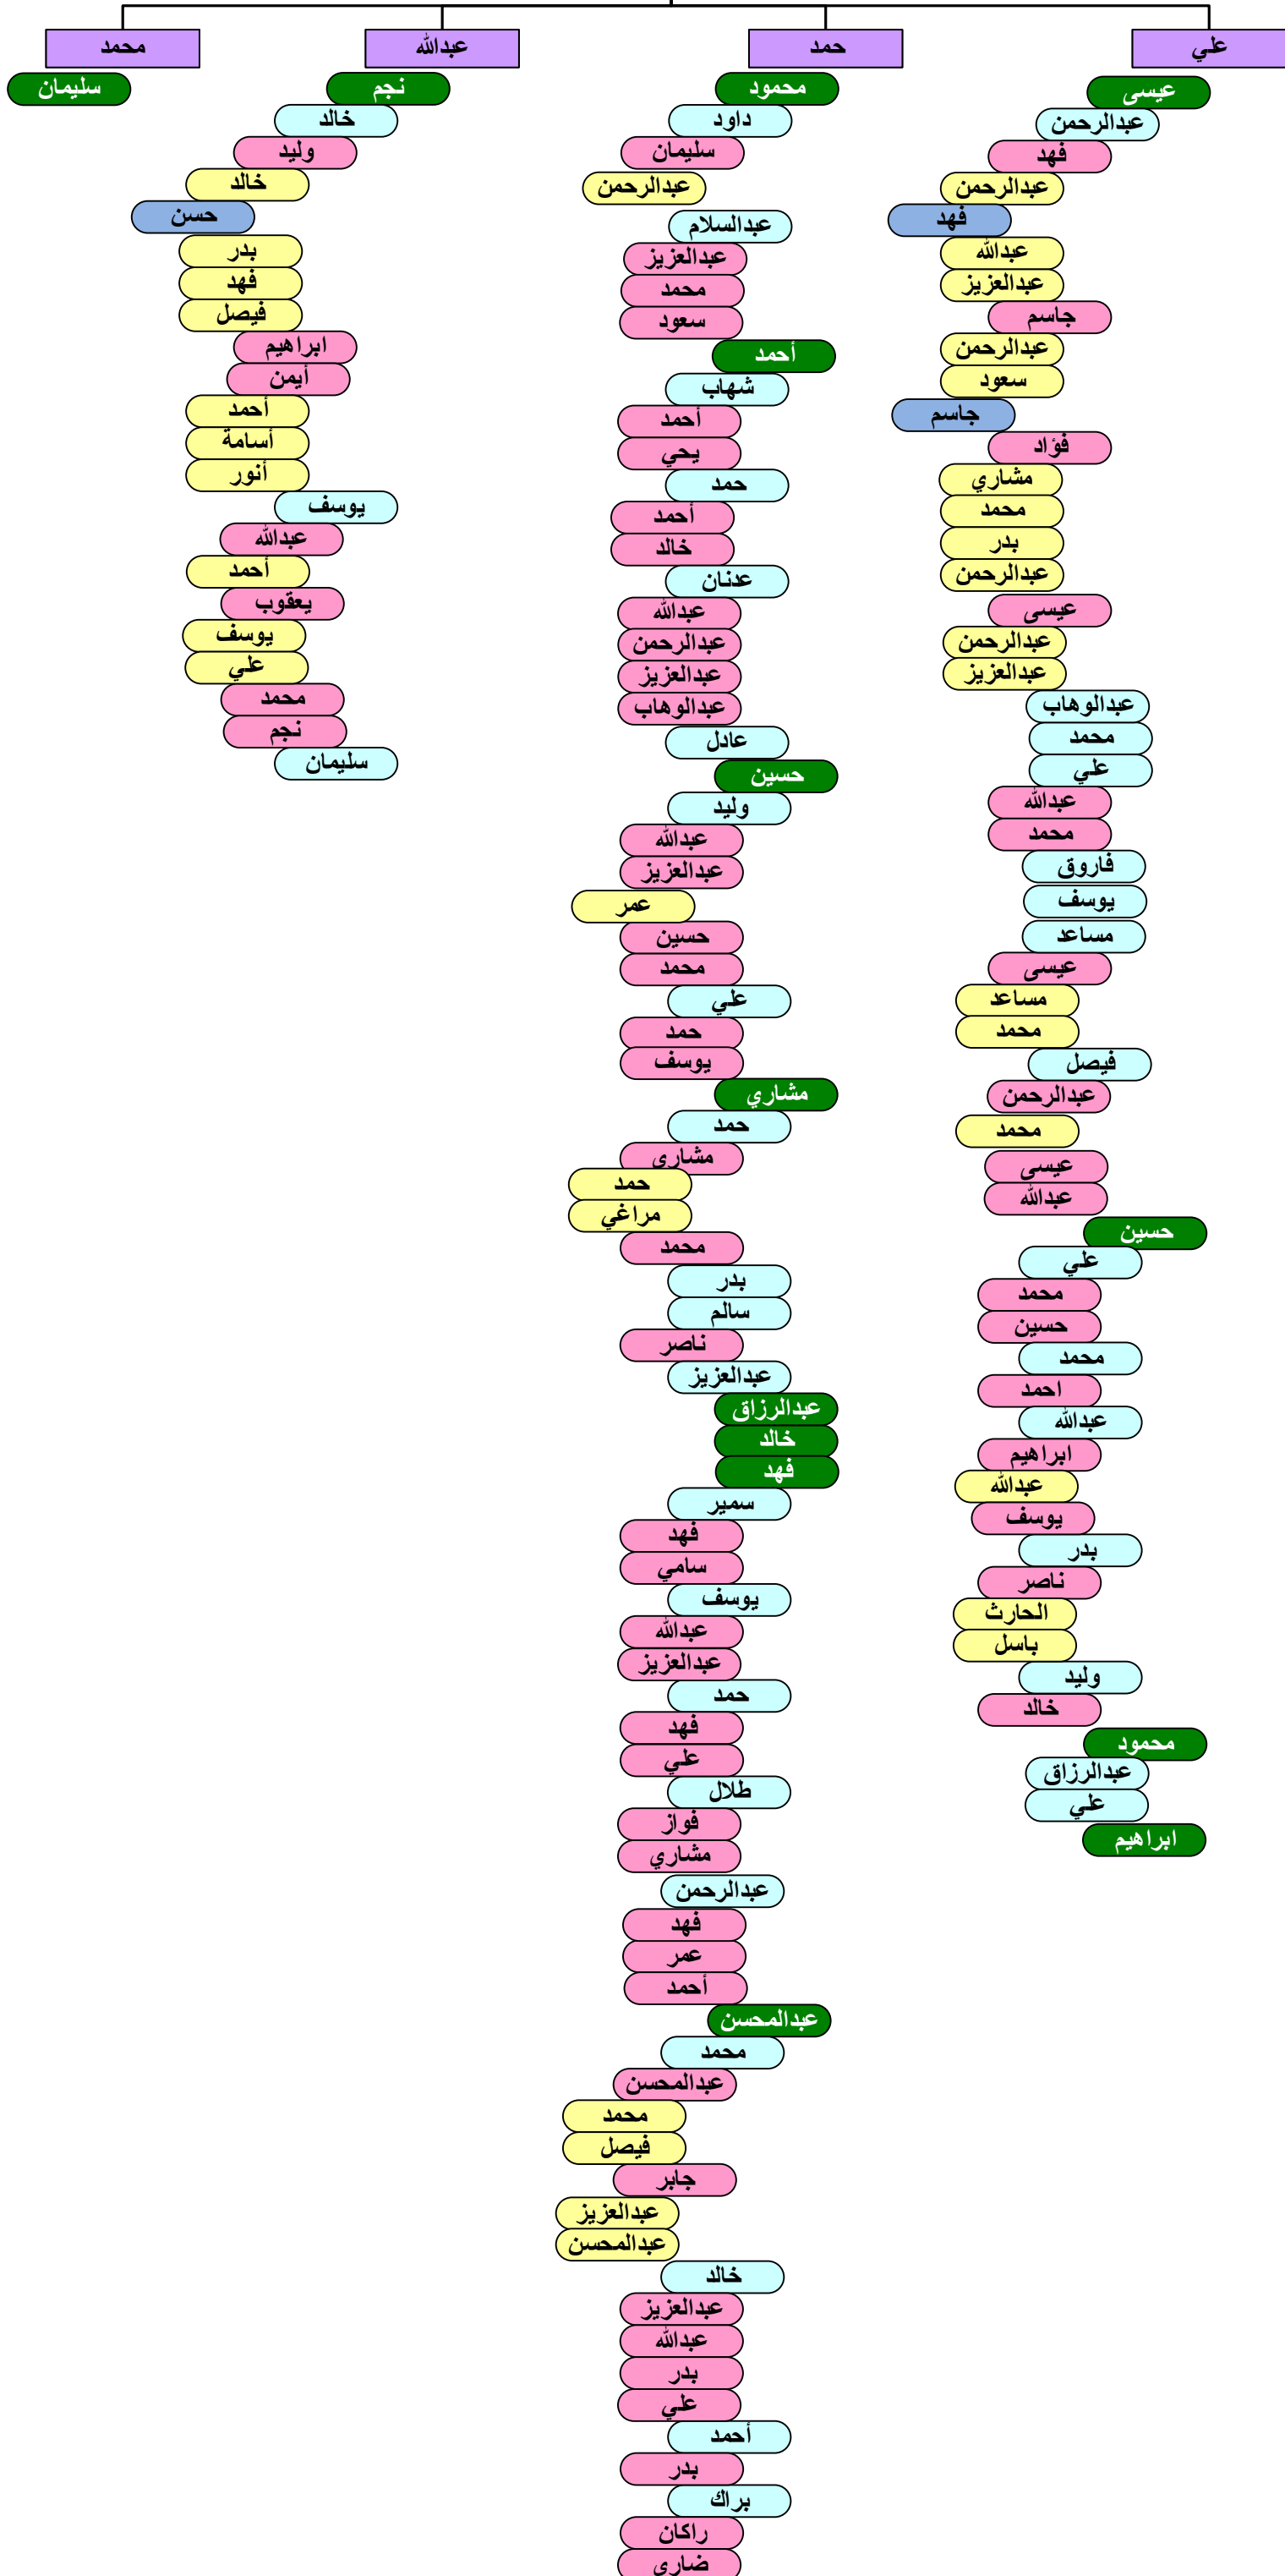 علي
عيسى
عبدالرحمن
فهد
عبدالرحمن
فهد
عبدالله
عبدالعزيز
جاسم
عبدالرحمن
سعود
جاسم
فؤاد
مشاري
محمد
بدر
عبدالرحمن
عيسى
عبدالرحمن
عبدالعزيز
عبدالوهاب
محمد
علي
عبدالله
محمد
فاروق
يوسف
مساعد
عيسى
مساعد
محمد
فيصل
عبدالرحمن
محمد
عيسى
عبدالله
حسين
علي
محمد
حسين
محمد
احمد
عبدالله
ابراهيم
عبدالله
يوسف
بدر
ناصر
الحارث
باسل
وليد
خالد
محمود
عبدالرزاق
علي
ابراهيم
حمد
محمود
داود
سليمان
عبدالرحمن
عبدالسلام
عبدالعزيز
محمد
سعود
أحمد
شهاب
أحمد
يحي
حمد
أحمد
خالد
عدنان
عبدالله
عبدالرحمن
عبدالعزيز
عبدالوهاب
عادل
حسين
وليد
عبدالله
عبدالعزيز
عمر
حسين
محمد
علي
حمد
يوسف
مشاري
حمد
مشاري
حمد
مراغي
محمد
بدر
سالم
ناصر
عبدالعزيز
عبدالرزاق
خالد
فهد
سمير
فهد
سامي
يوسف
عبدالله
عبدالعزيز
حمد
فهد
علي
طلال
فواز
مشاري
عبدالرحمن
فهد
عمر
أحمد
عبدالمحسن
محمد
عبدالمحسن
محمد
فيصل
جابر
عبدالعزيز
عبدالمحسن
خالد
عبدالعزيز
عبدالله
بدر
علي
أحمد
بدر
براك
راكان
ضاري
عبدالله
نجم
خالد
وليد
خالد
حسن
بدر
فهد
فيصل
ابراهيم
أيمن
أحمد
أسامة
أنور
يوسف
عبدالله
أحمد
يعقوب
يوسف
علي
محمد
نجم
سليمان
محمد
سليمان